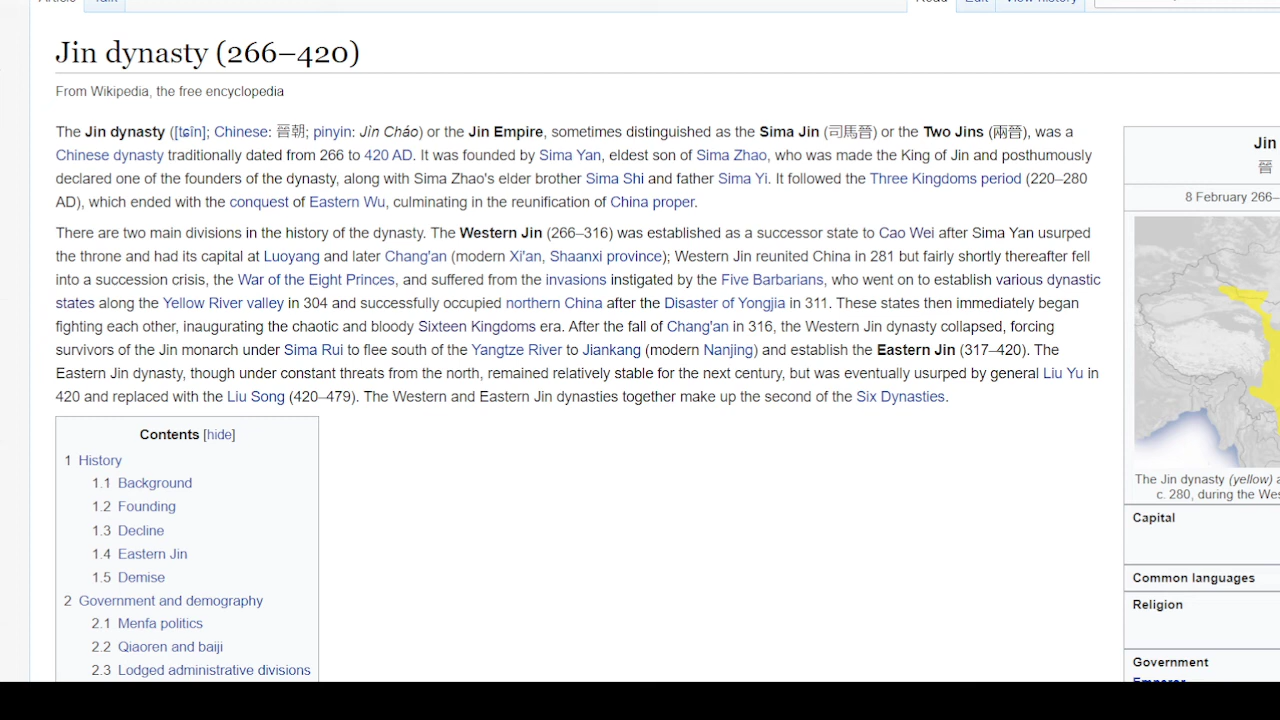 Jin dynasty (266–420)
From Wikipedia, the free encyclopedia
The Jin dynasty ([tɕîn]; Chinese: 晉朝; pinyin: Jìn Cháo) or the Jin Empire, sometimes distinguished as the Sima Jin (司馬晉) or the Two Jins (兩晉), was a
Chinese dynasty traditionally dated from 266 to 420 AD. It was founded by Sima Yan, eldest son of Sima Zhao, who was made the King of Jin and posthumously
declared one of the founders of the dynasty, along with Sima Zhao's elder brother Sima Shi and father Sima Yi. It followed the Three Kingdoms period (220–280
AD), which ended with the conquest of Eastern Wu, culminating in the reunification of China proper.
There are two main divisions in the history of the dynasty. The Western Jin (266–316) was established as a successor state to Cao Wei after Sima Yan usurped
the throne and had its capital at Luoyang and later Chang'an (modern Xi'an, Shaanxi province); Western Jin reunited China in 281 but fairly shortly thereafter fell
into a succession crisis, the War of the Eight Princes, and suffered from the invasions instigated by the Five Barbarians, who went on to establish various dynastic
states along the Yellow River valley in 304 and successfully occupied northern China after the Disaster of Yongjia in 311. These states then immediately began
fighting each other, inaugurating the chaotic and bloody Sixteen Kingdoms era. After the fall of Chang'an in 316, the Western Jin dynasty collapsed, forcing
survivors of the Jin monarch under Sima Rui to flee south of the Yangtze River to Jiankang (modern Nanjing) and establish the Eastern Jin (317–420). The
Eastern Jin dynasty, though under constant threats from the north, remained relatively stable for the next century, but was eventually usurped by general Liu Yu in
420 and replaced with the Liu Song (420–479). The Western and Eastern Jin dynasties together make up the second of the Six Dynasties.
Contents [hide]
1 History
1.1 Background
1.2 Founding
1.3 Decline
1.4 Eastern Jin
1.5 Demise
2 Government and demography
2.1 Menfa politics
2.2 Qiaoren and baiji
2.3 Lodged administrative divisions
Jin
晉
8 February 266–
The Jin dynasty (yellow) a
c. 280, during the Wes
Capital
Common languages
Religion
Government